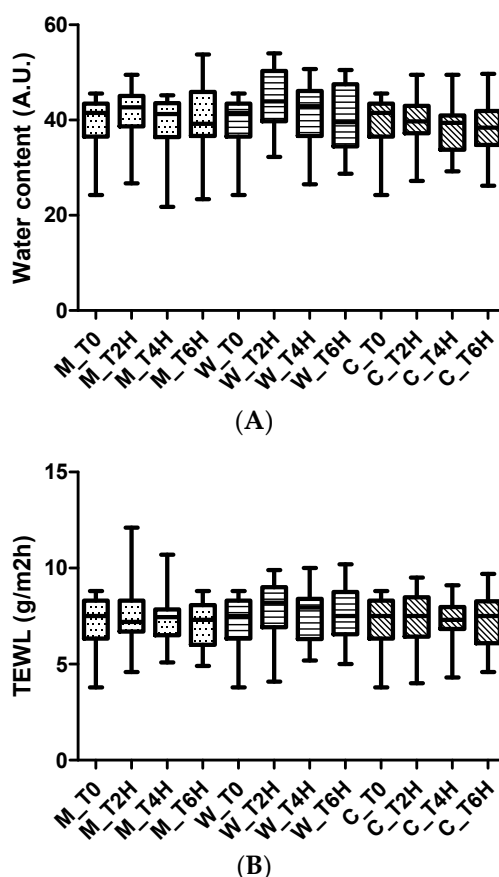 Water content (A.U.)
60
40
20
0
M_T0
M_T2H
M_T4H
M_T6H
W_T0
W_T2H
W_T4H
W_T6H
C_T0
C_T2H
C_T4H
C_T6H
(A)
TEWL (g/m2h)
15
10
5
0
M_T0
M_T2H
M_T4H
M_T6H
W_T0
W_T2H
W_T4H
W_T6H
C_T0
C_T2H
C_T4H
C_T6H
(B)